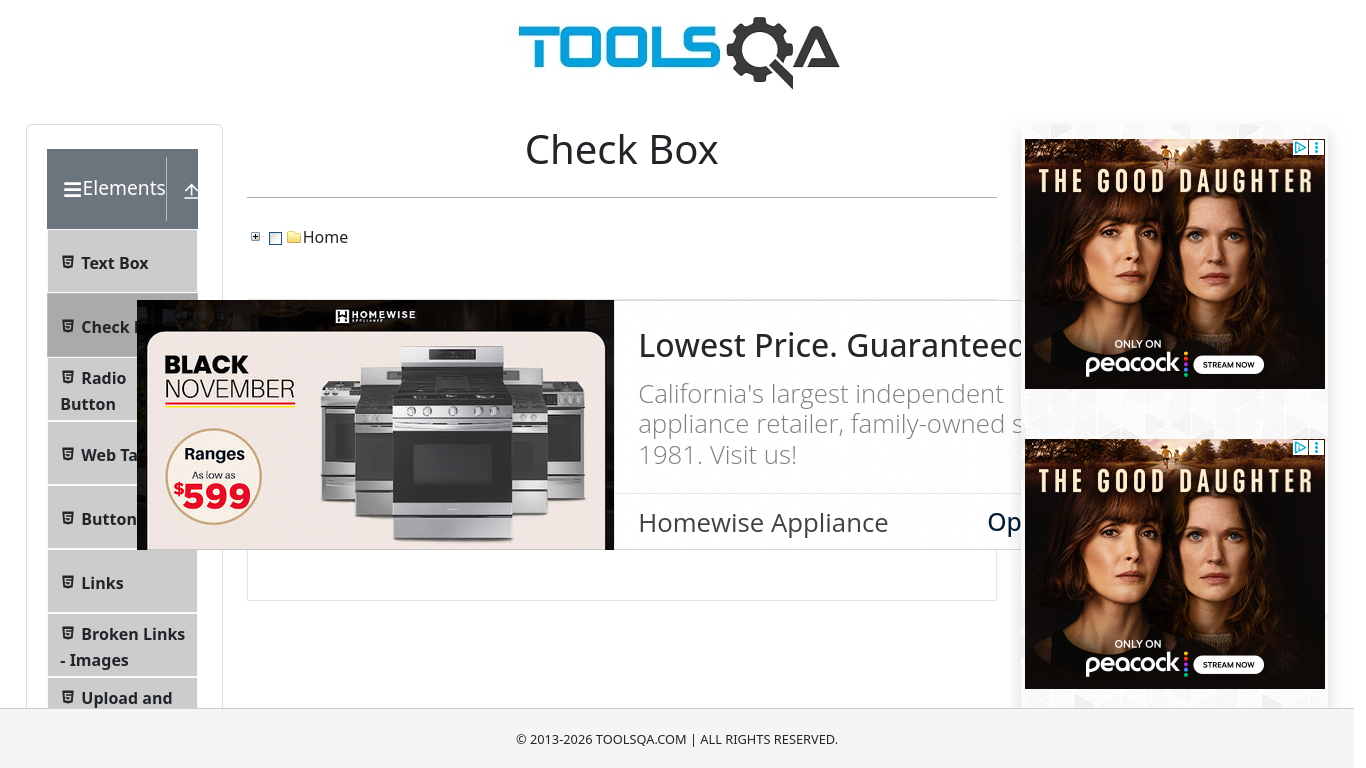 TOOLSQA
Check Box
Elements
Home
Text Box
Check
Radio
Button
Web Ta
Button
Links
Broken Links
- Images
Upload and
HOMEWISE
APPLIANCE
BLACK
NOVEMBER
Ranges
As low as
$599
Lowest Price. Guaranteed
California's largest independent
appliance retailer, family-owned s
1981. Visit us!
Homewise Appliance
Op
THE GOOD DAUGHTER
ONLY ON
peacock
STREAM NOW
THE GOOD DAUGHTER
ONLY ON
peacock
STREAM NOW
© 2013-2026 TOOLSQA.COM | ALL RIGHTS RESERVED.